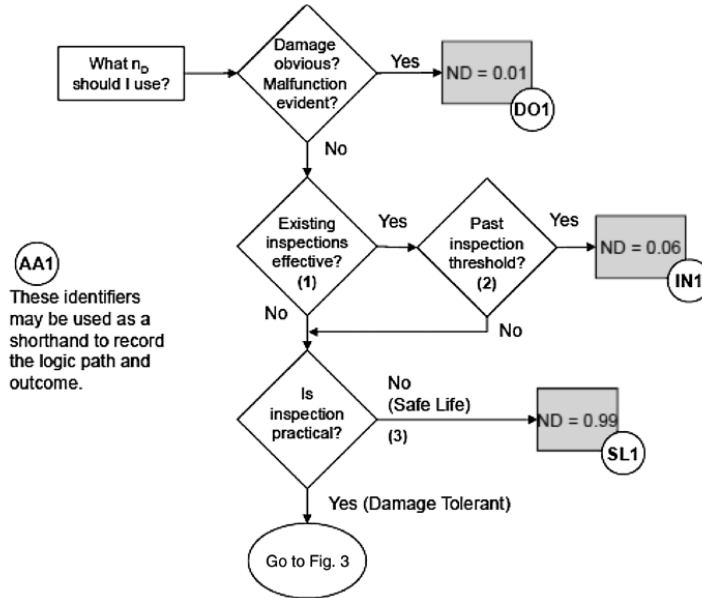 What n_D
should I use?
Damage
obvious?
Malfunction
evident?
Yes
ND = 0.01
DO1
No
Existing
inspections
effective?
(1)
Yes
Past
inspection
threshold?
(2)
Yes
ND = 0.06
IN1
AA1
These identifiers
may be used as a
shorthand to record
the logic path and
outcome.
No
No
Is
inspection
practical?
No
(Safe Life)
(3)
ND = 0.99
SL1
Yes (Damage Tolerant)
Go to Fig. 3